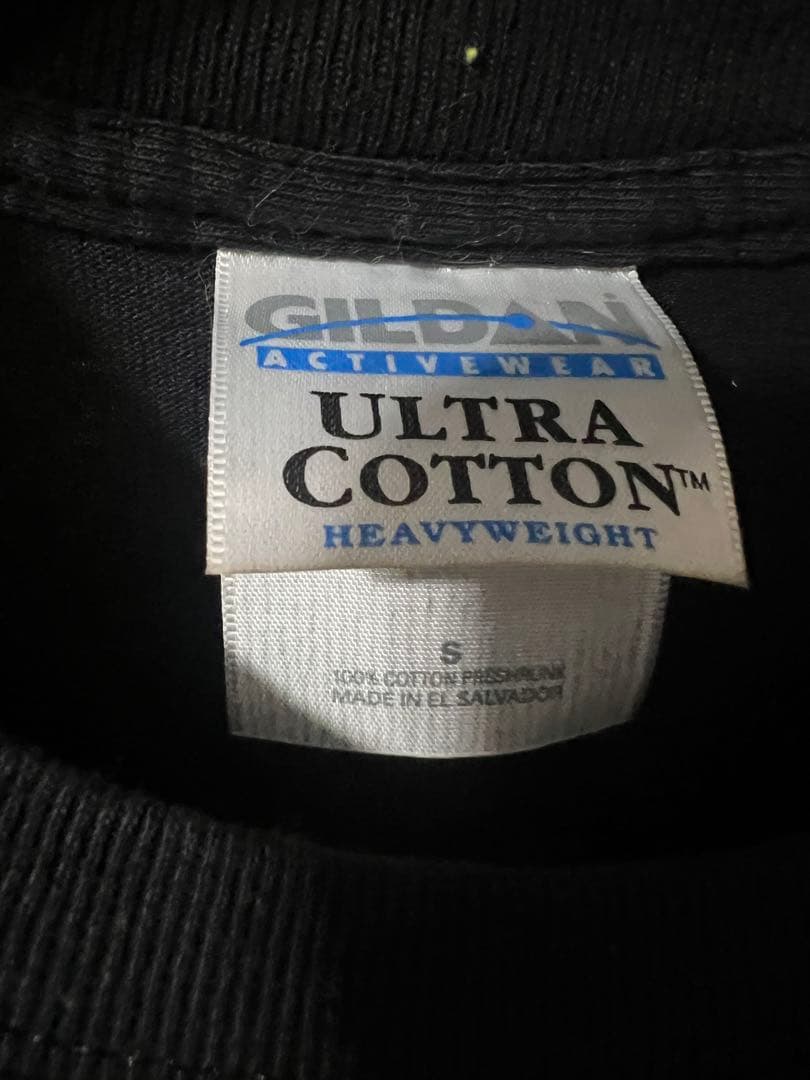 GILDAN
ACTIVEWEAR
ULTRA
COTTON™
HEAVYWEIGHT
S
100% COTTON PRESHRUNK
MADE IN EL SALVADOR